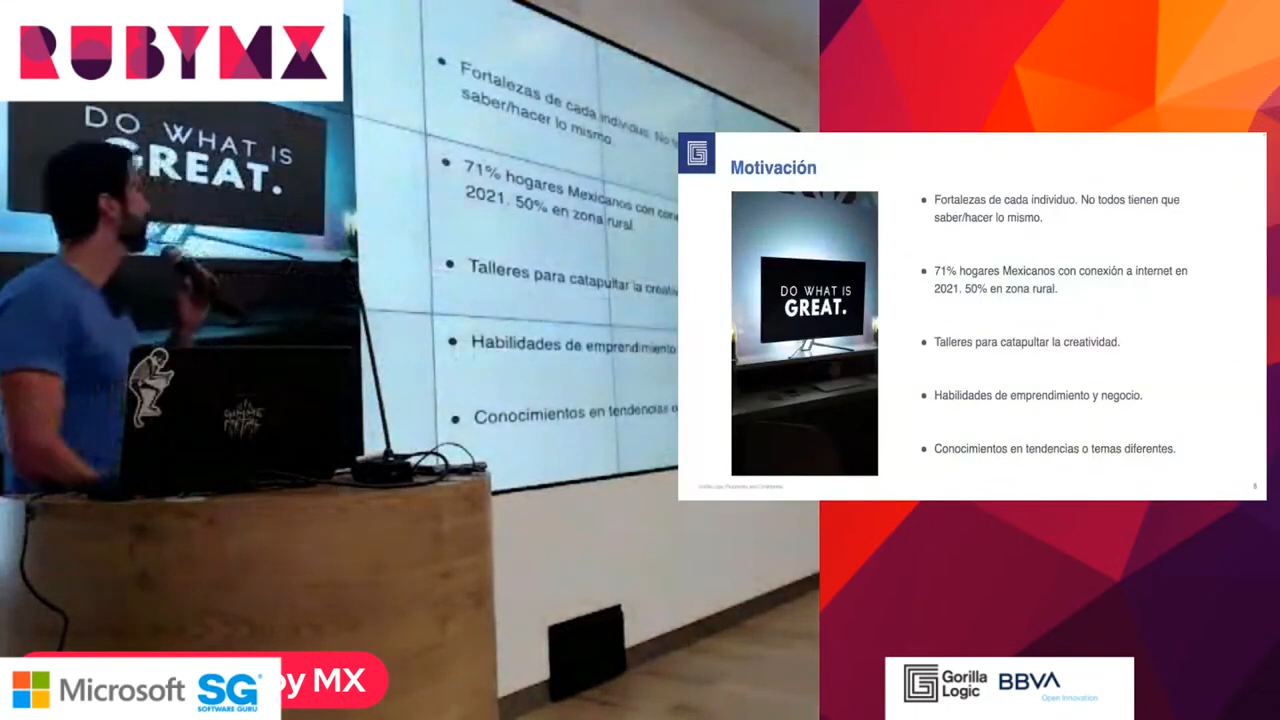 RUBYMX
DO WHAT IS
GREAT.
Fortalezas de cada individuo. No
saber/hacer lo mismo.
71% hogares Mexicanos con
2021. 50% en zona rural.
Talleres para catapultar la
Habilidades de emprendimiento
Conocimientos en tendencias
Motivación
DO WHAT IS
GREAT.
Fortalezas de cada individuo. No todos tienen que
saber/hacer lo mismo.
71% hogares Mexicanos con conexión a internet en
2021. 50% en zona rural.
Talleres para catapultar la creatividad.
Habilidades de emprendimiento y negocio.
Conocimientos en tendencias o temas diferentes.
Microsoft
SG
SOFTWARE GURU
by MX
Gorilla
Logic
BBVA
Open Innovation